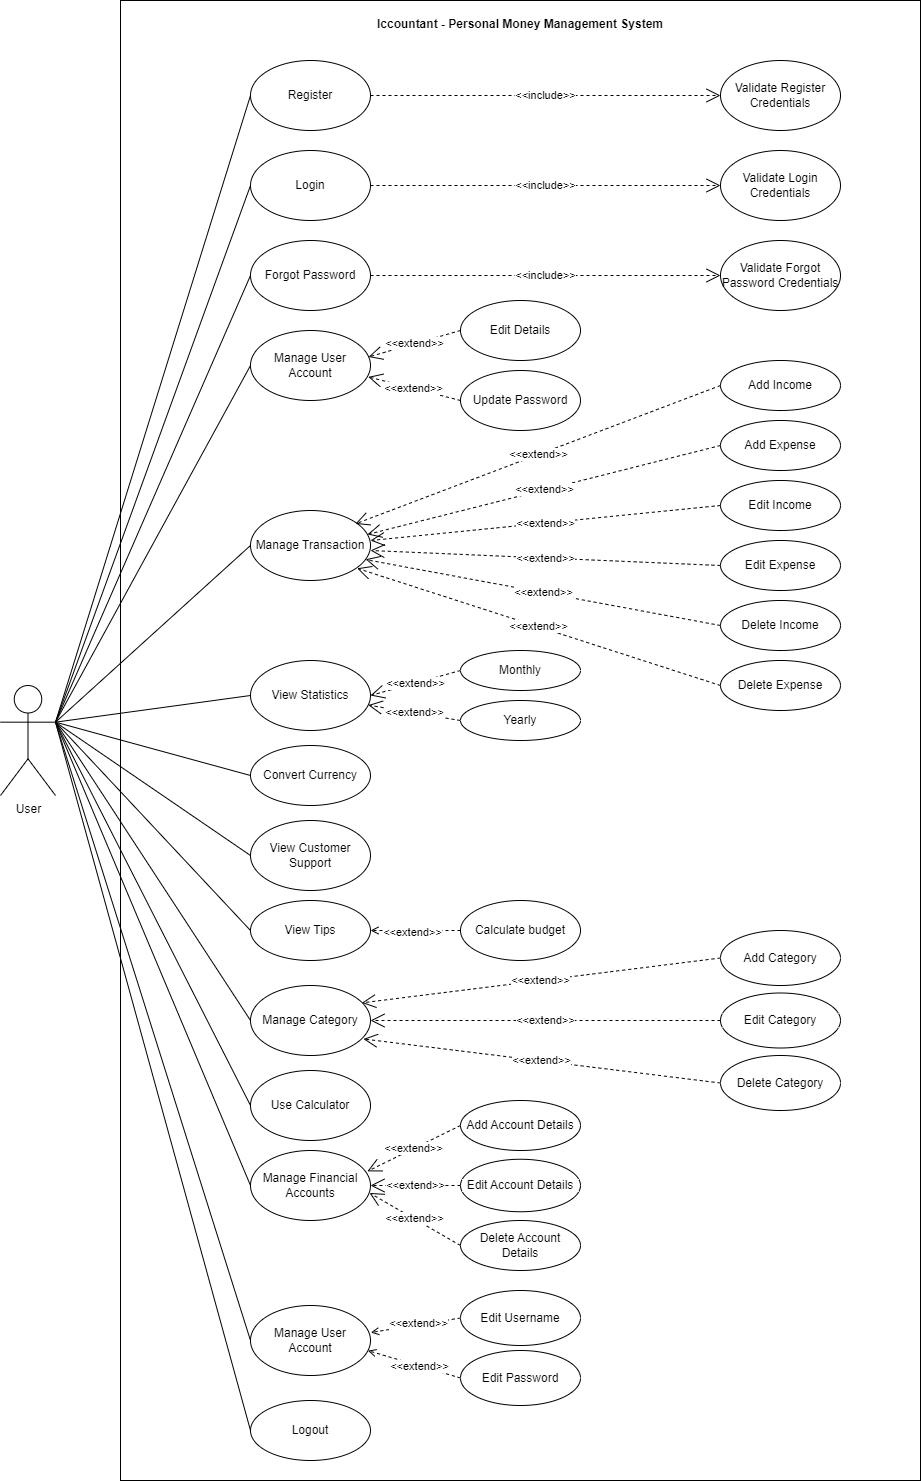 Iccountant - Personal Money Management System
Register
<<include>>
Validate Register
Credentials
Login
<<include>>
Validate Login
Credentials
Forgot Password
<<include>>
Validate Forgot
Password Credentials
Manage User
Account
<<extend>>
Edit Details
<<extend>>
Update Password
Manage Transaction
<<extend>>
Add Income
<<extend>>
Add Expense
<<extend>>
Edit Income
<<extend>>
Edit Expense
<<extend>>
Delete Income
<<extend>>
Delete Expense
View Statistics
<<extend>>
Monthly
<<extend>>
Yearly
User
Convert Currency
View Customer
Support
View Tips
<<extend>>
Calculate budget
Manage Category
<<extend>>
Add Category
<<extend>>
Edit Category
<<extend>>
Delete Category
Use Calculator
Manage Financial
Accounts
<<extend>>
Add Account Details
<<extend>>
Edit Account Details
<<extend>>
Delete Account
Details
Manage User
Account
<<extend>>
Edit Username
<<extend>>
Edit Password
Logout